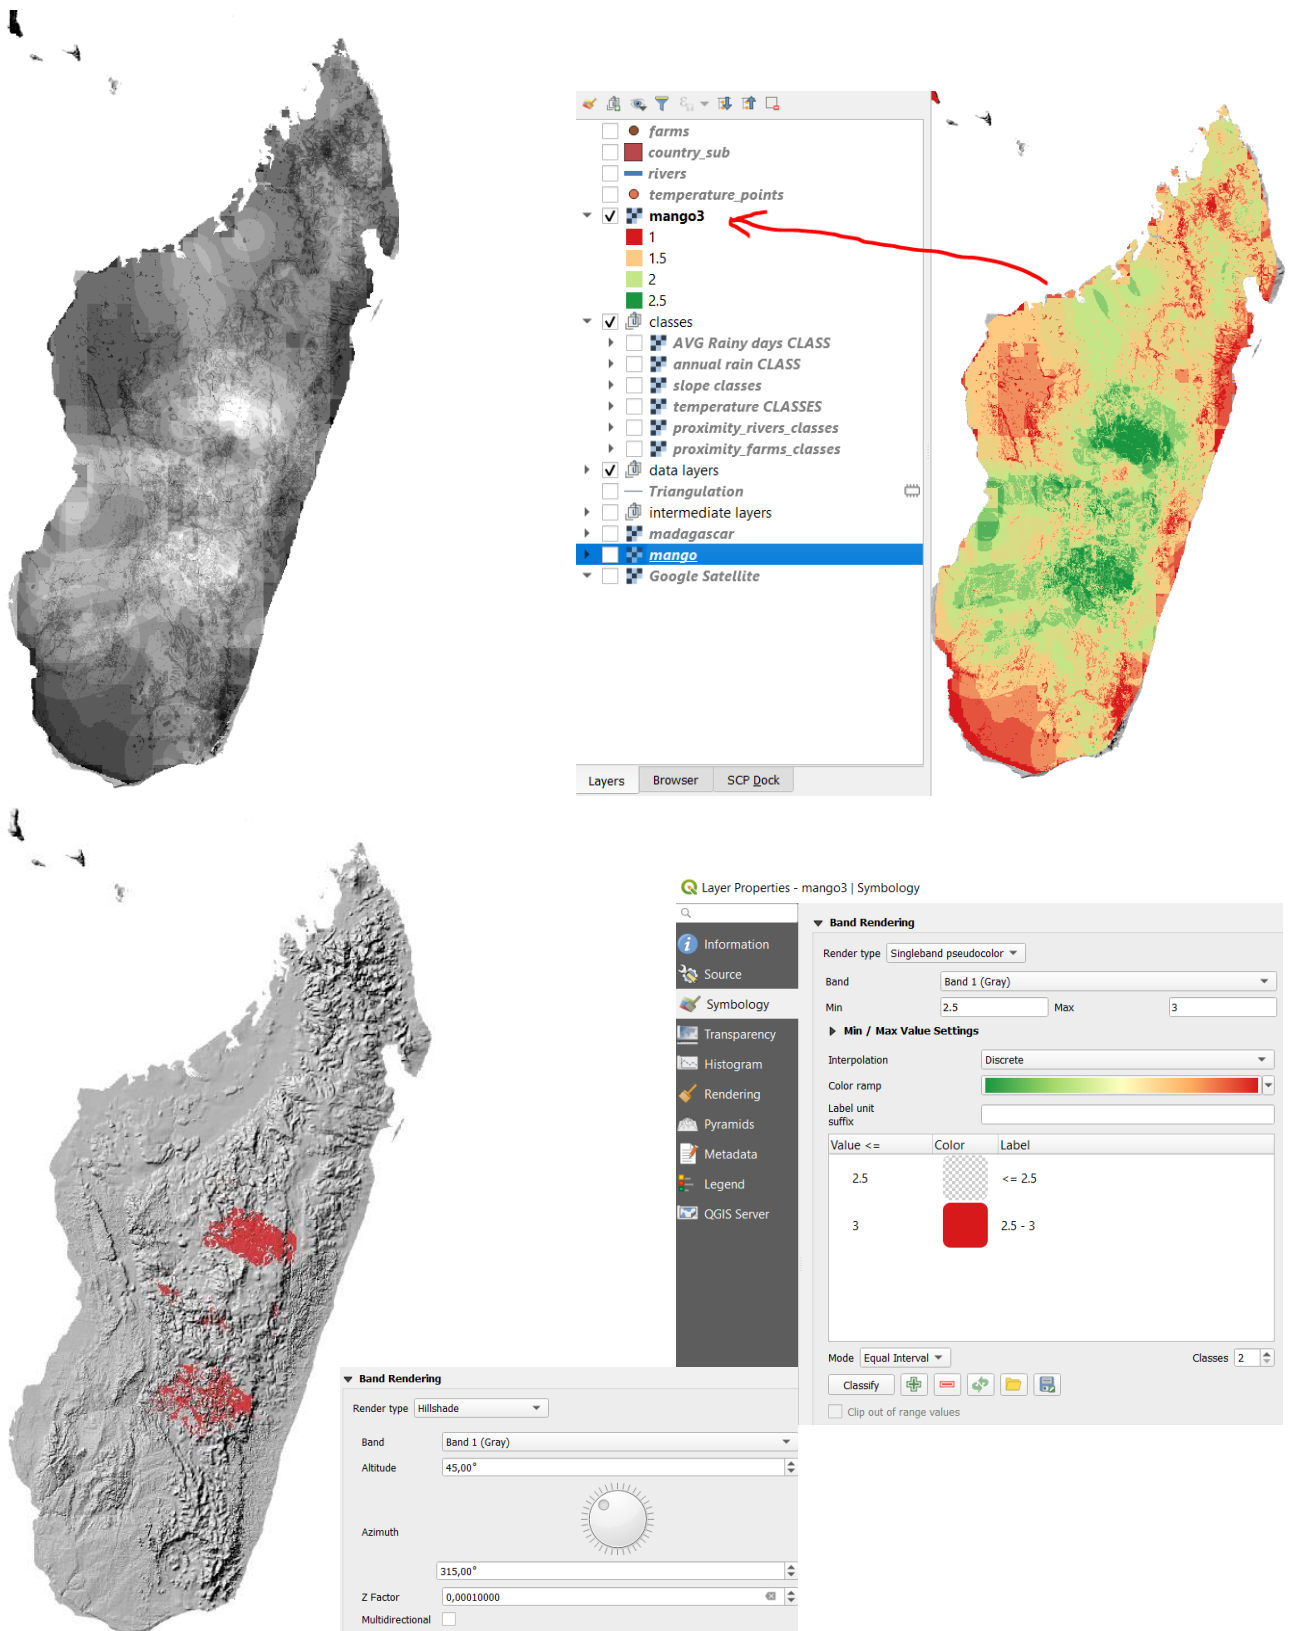 farms
country_sub
rivers
temperature_points
mango3
1
1.5
2
2.5
classes
AVG Rainy days CLASS
annual rain CLASS
slope classes
temperature CLASSES
proximity_rivers_classes
proximity_farms_classes
data layers
Triangulation
intermediate layers
madagascar
mango
Google Satellite
Layers Browser SCP Dock
Layer Properties - mango3 | Symbology
Information
Source
Symbology
Transparency
Histogram
Rendering
Pyramids
Metadata
Legend
QGIS Server
Band Rendering
Render type Singleband pseudocolor
Band Band 1 (Gray)
Min 2.5 Max 3
Min / Max Value Settings
Interpolation Discrete
Color ramp
Label unit
suffix
Value <= Color Label
2.5 <= 2.5
3 2.5 - 3
Mode Equal Interval Classes 2
Classify
Clip out of range values
Band Rendering
Render type Hillshade
Band Band 1 (Gray)
Altitude 45,00°
Azimuth
315,00°
Z Factor 0,00010000
Multidirectional